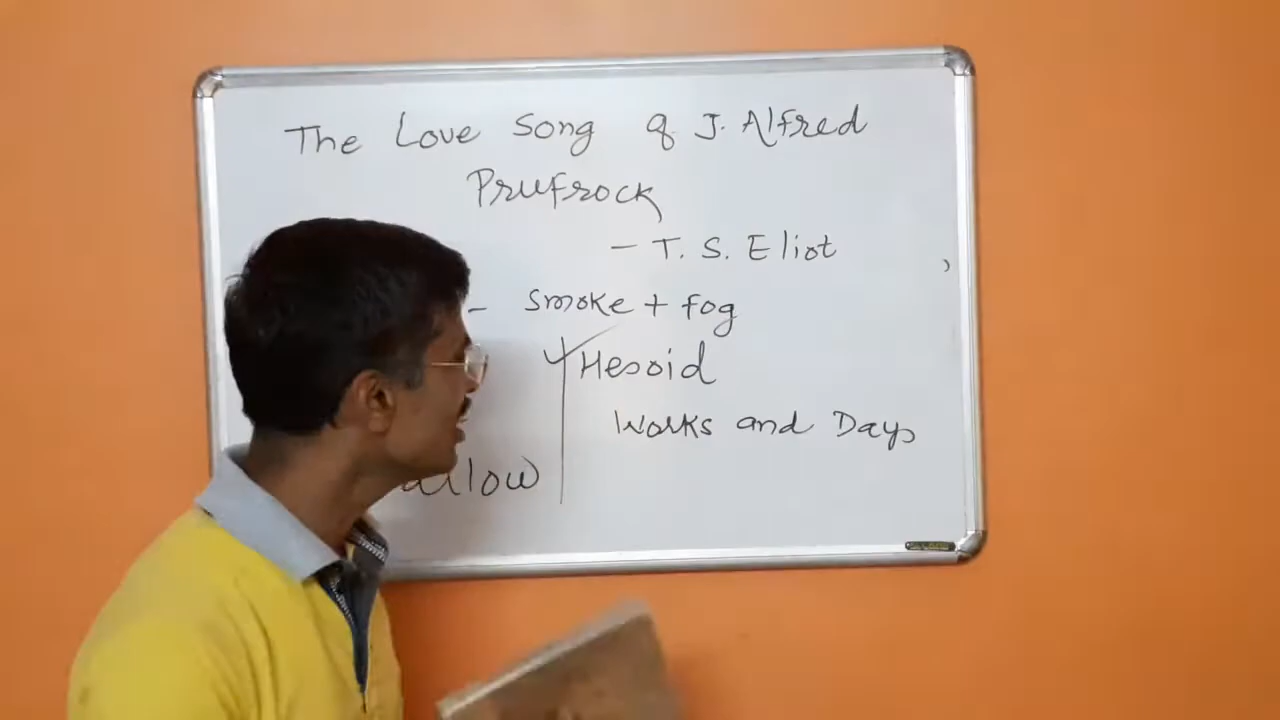 The Love Song of J. Alfred
Prufrock
- T. S. Eliot
- Smoke + Fog
Hesoid
Works and Days